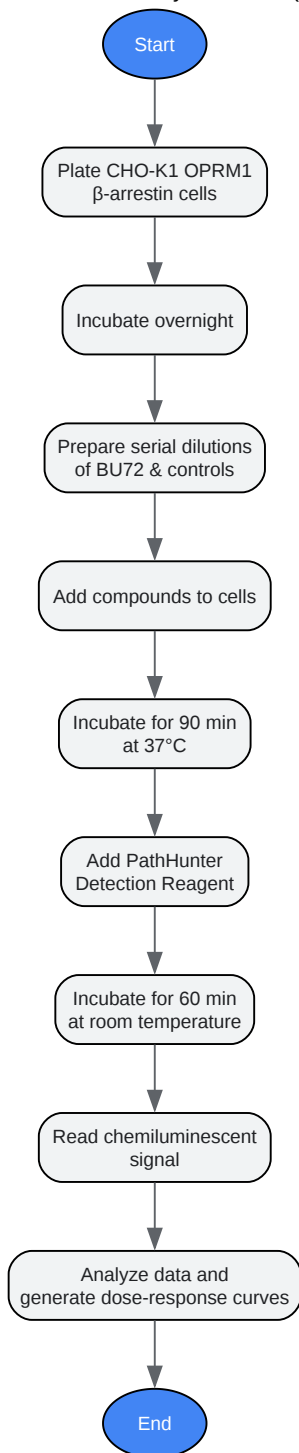 Start
Plate CHO-K1 OPRM1
β-arrestin cells
Incubate overnight
Prepare serial dilutions
of BU72 & controls
Add compounds to cells
Incubate for 90 min
at 37°C
Add PathHunter
Detection Reagent
Incubate for 60 min
at room temperature
Read chemiluminescent
signal
Analyze data and
generate dose-response curves
End